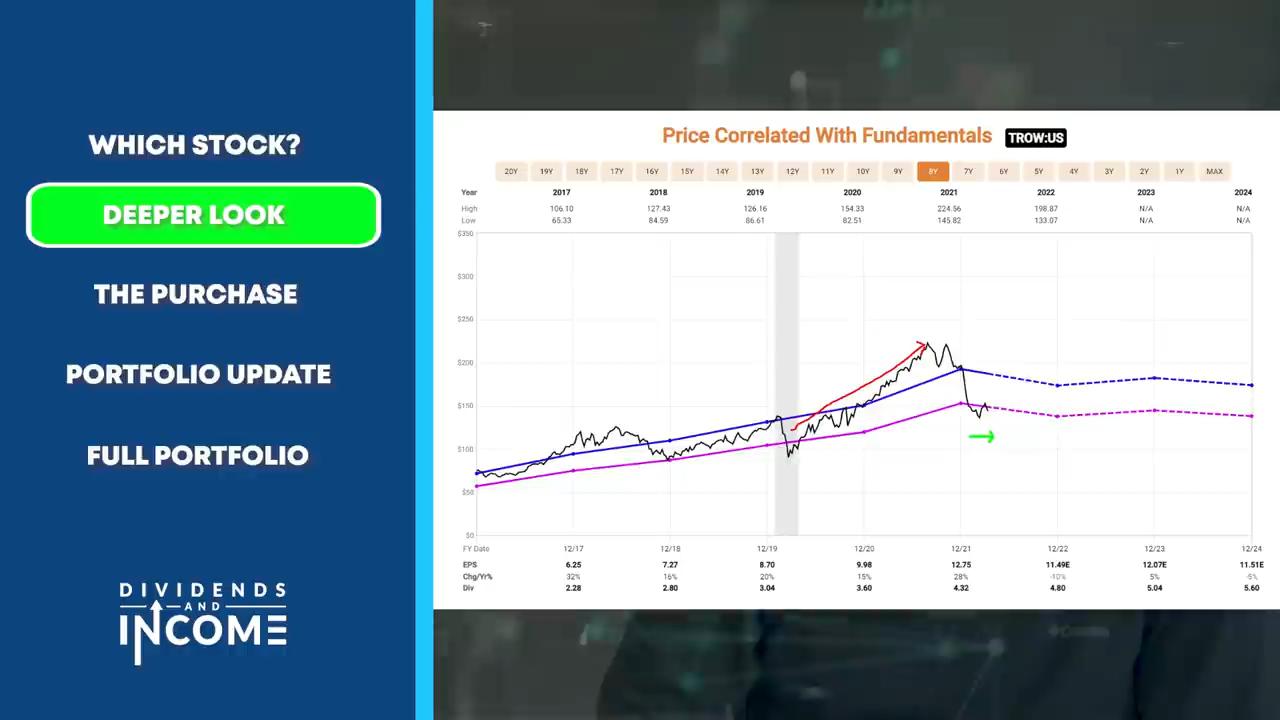 WHICH STOCK?
DEEPER LOOK
THE PURCHASE
PORTFOLIO UPDATE
FULL PORTFOLIO
DIVIDENDS
AND
INCOME
Price Correlated With Fundamentals TROW:US
20Y 19Y 18Y 17Y 16Y 15Y 14Y 13Y 12Y 11Y 10Y 9Y 8Y 7Y 6Y 5Y 4Y 3Y 2Y 1Y MAX
Year 2017 2018 2019 2020 2021 2022 2023 2024
High 106.10 127.43 126.16 154.33 224.56 198.87 N/A N/A
Low 65.33 84.59 86.61 82.51 145.82 133.07 N/A N/A
$350
$300
$250
$200
$150
$100
$50
$0
FY Date 12/17 12/18 12/19 12/20 12/21 12/22 12/23 12/24
EPS 6.25 7.27 8.70 9.98 12.75 11.49E 12.07E 11.51E
Chg/Yr% 32% 16% 20% 15% 28% -10% 5% -5%
Div 2.28 2.80 3.04 3.60 4.32 4.80 5.04 5.60